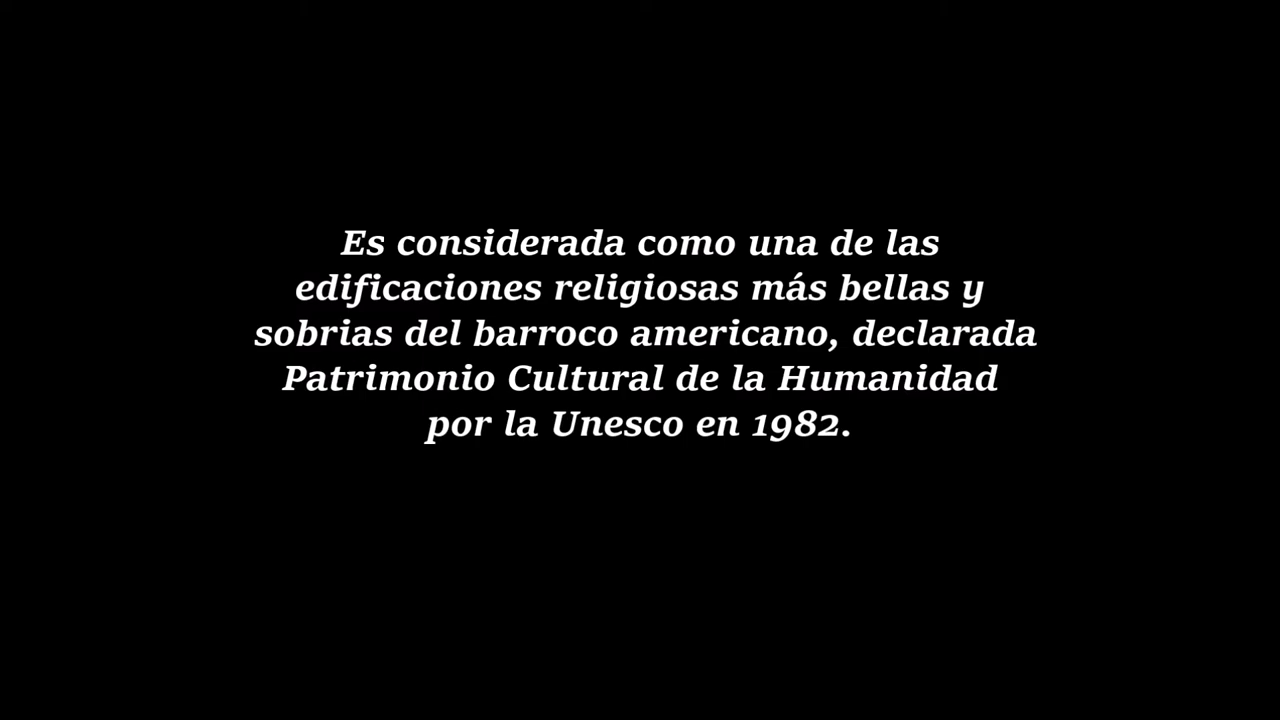 Es considerada como una de las
edificaciones religiosas más bellas y
sobrias del barroco americano, declarada
Patrimonio Cultural de la Humanidad
por la Unesco en 1982.